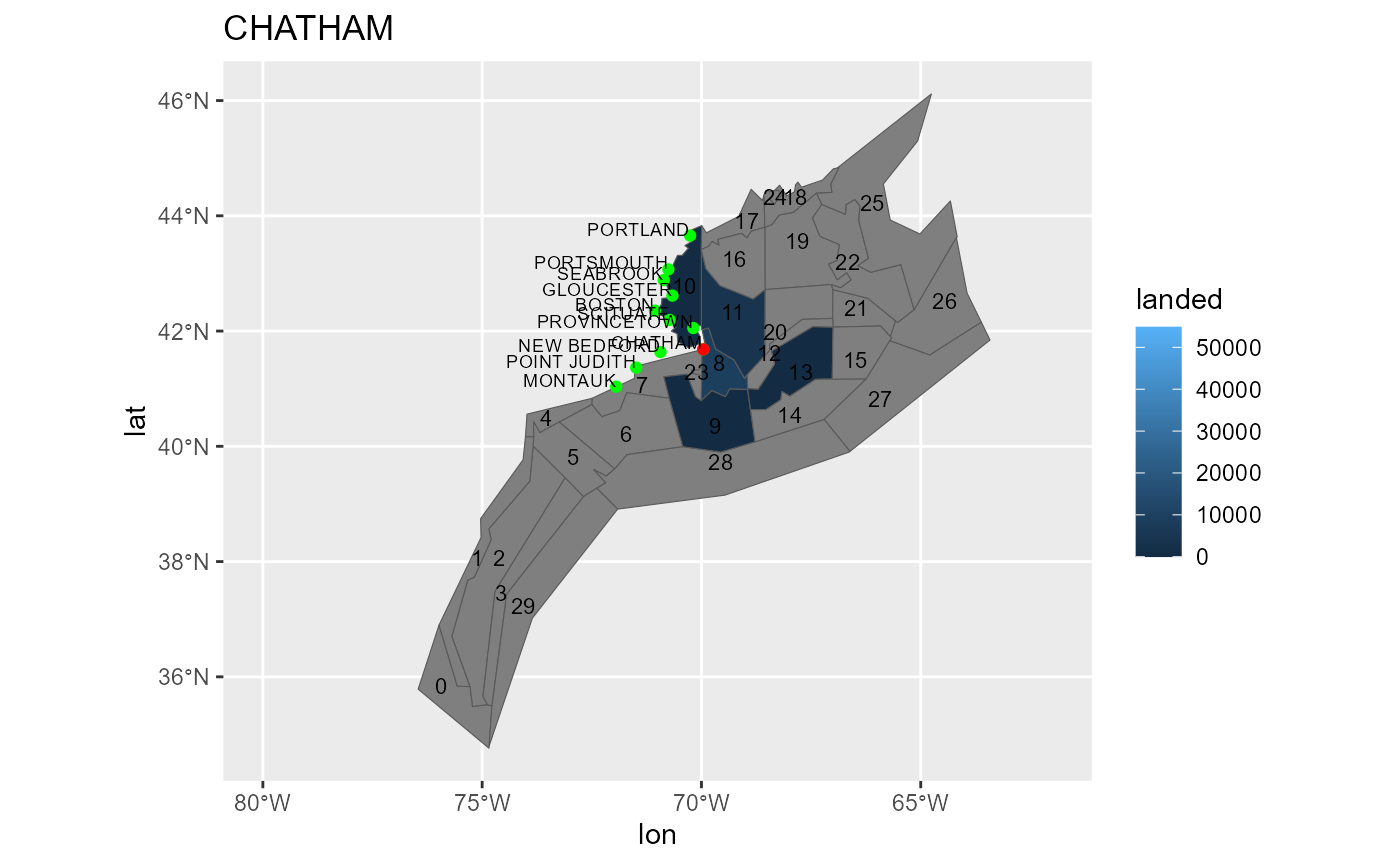 CHATHAM
46°N
44°N
42°N
40°N
38°N
36°N
lat
24 18
25
17
PORTLAND
19
16
22
PORTSMOUTH
SEABROOK
10
GLOUCESTER
26
BOSTON
21
SCITUATE
11
PROVINCETOWN
20
CHATHAM
NEW BEDFORD
12
POINT JUDITH
8
15
23
13
MONTAUK
7
27
4
14
9
6
5
28
1 2
3
29
0
80°W 75°W 70°W 65°W
lon
landed
50000
40000
30000
20000
10000
0